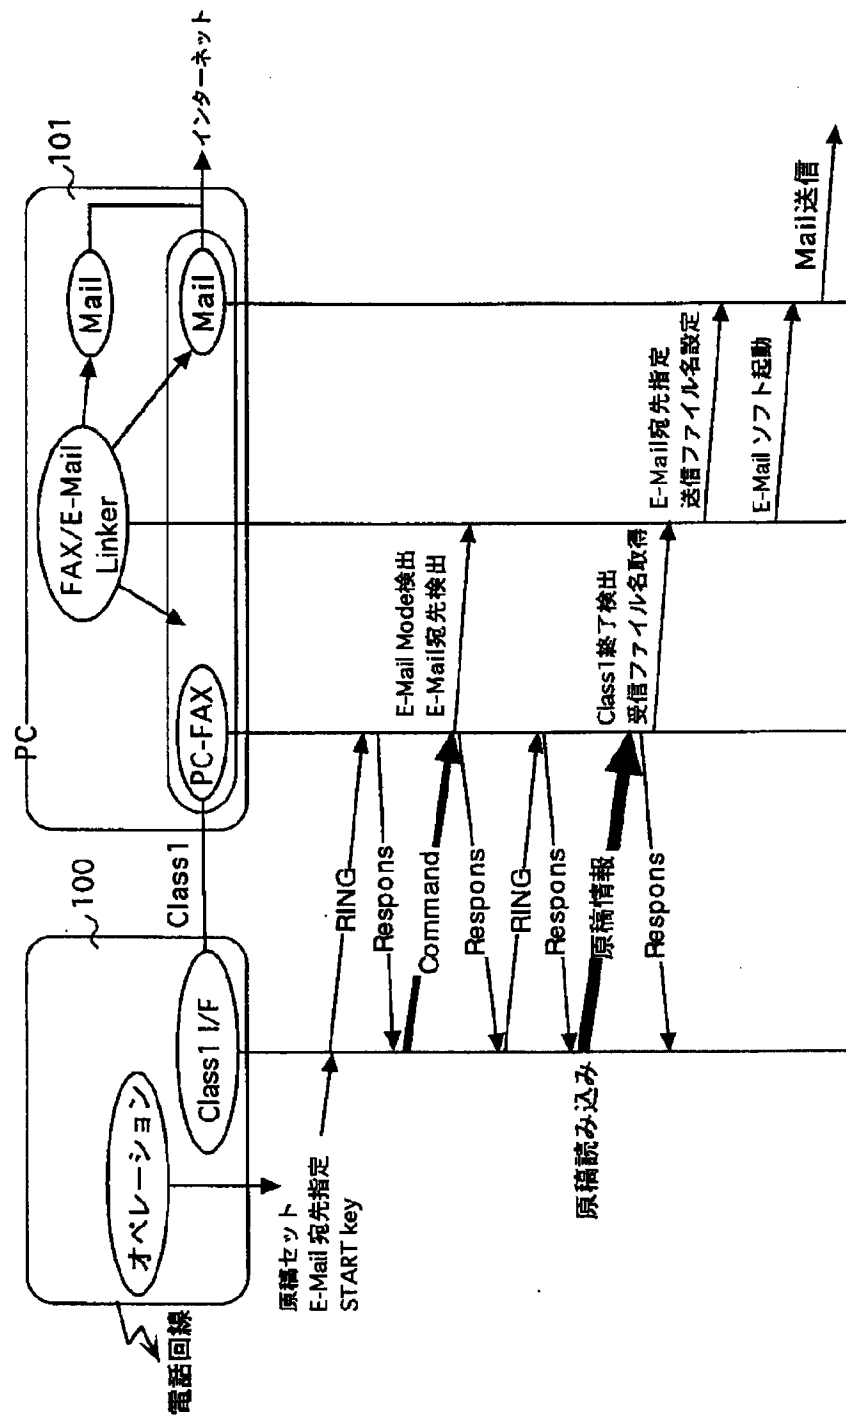 電話回線
100
オペレーション
Class1 I/F
Class1
PC
101
FAX/E-Mail
Linker
PC-FAX
Mail
Mail
インターネット
原稿セット
E-Mail 宛先指定
START key
RING
Respons
Command
E-Mail Mode検出
E-Mail宛先検出
Respons
RING
Respons
原稿読み込み
原稿情報
Class1終了検出
受信ファイル名取得
Respons
E-Mail宛先指定
送信ファイル名設定
E-Mail ソフト起動
Mail送信